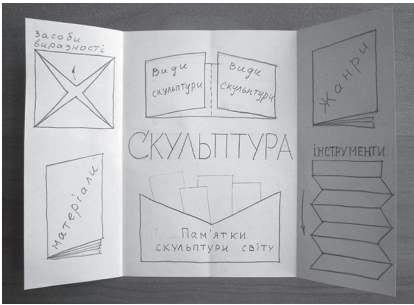 Засоби
виразності
матеріали
Види
скульптури
Види
скульптури
СКУЛЬПТУРА
Пам'ятки
скульптури світу
Жанри
ІНСТРУМЕНТИ